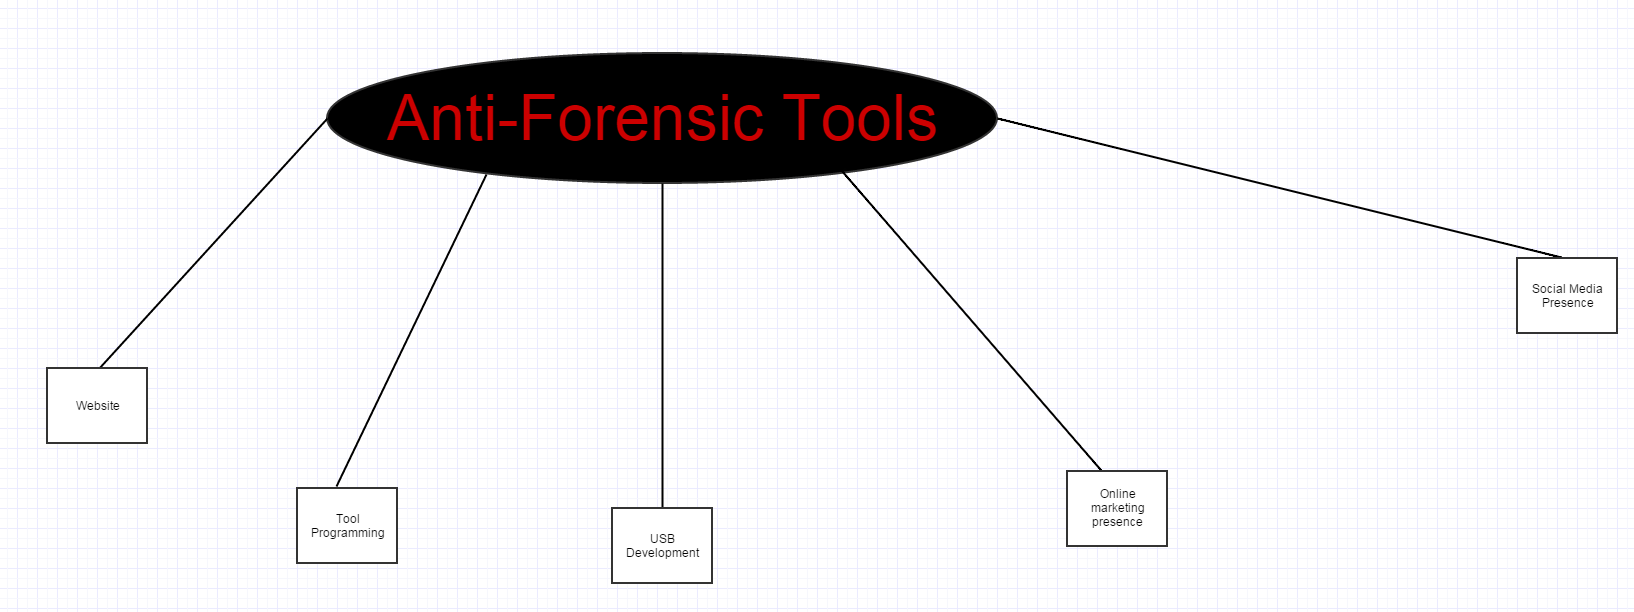 Anti-Forensic Tools
Social Media
Presence
Website
Tool
Programming
USB
Development
Online
marketing
presence